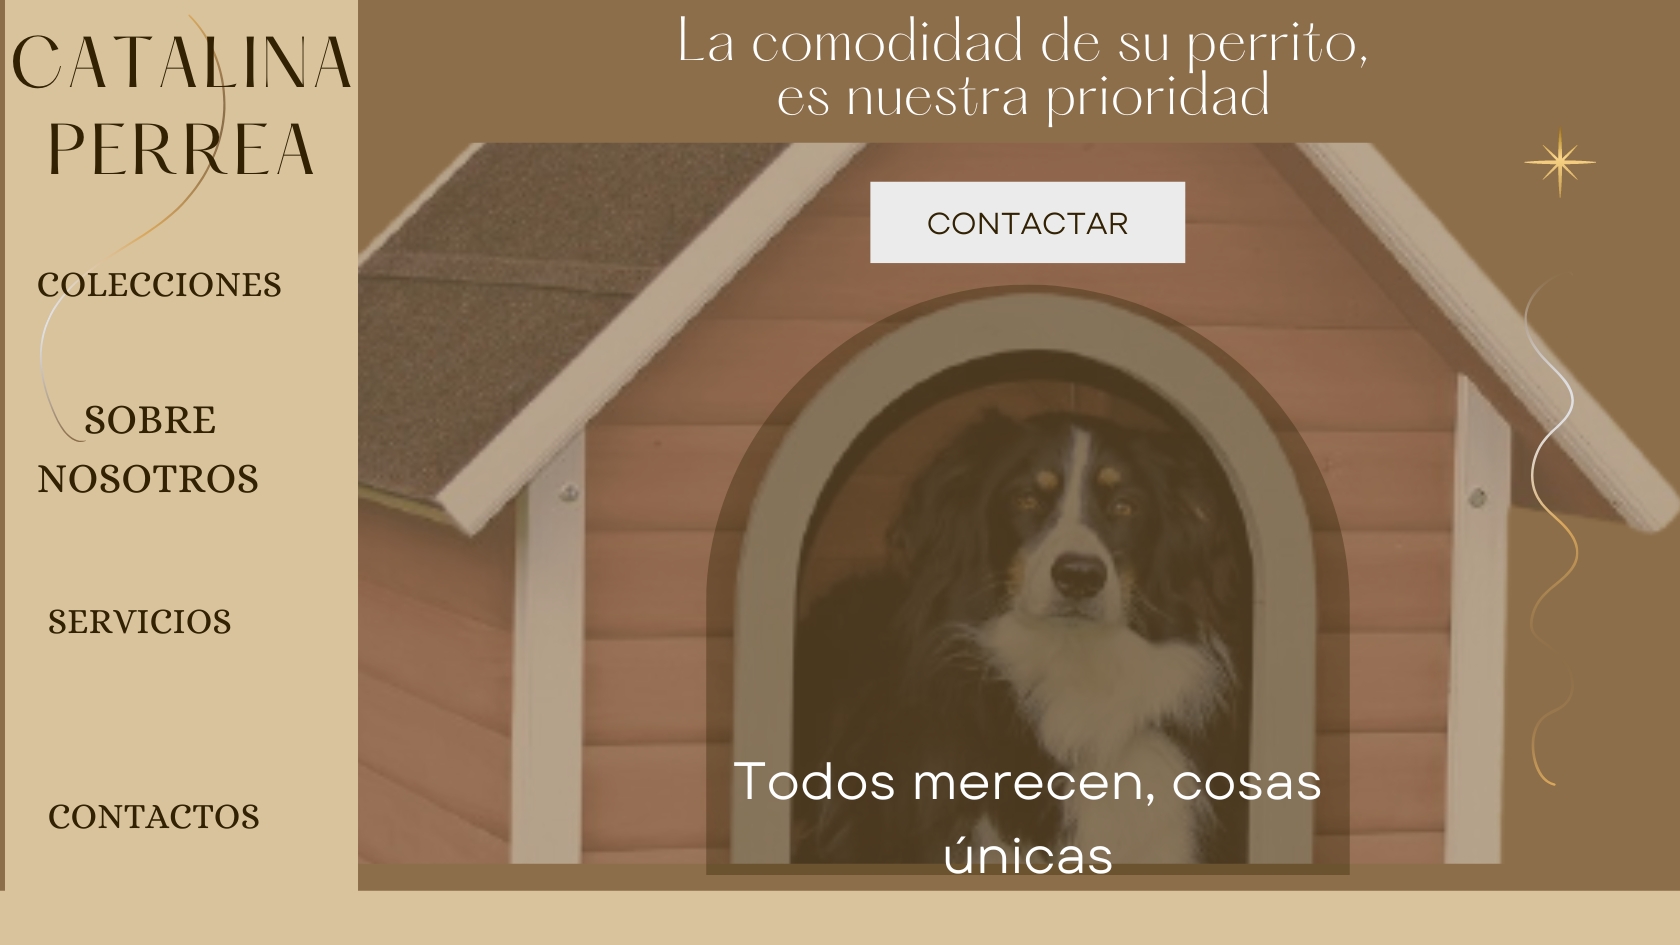 CATALINA
PERREA
COLECCIONES
SOBRE
NOSOTROS
SERVICIOS
CONTACTOS
La comodidad de su perrito,
es nuestra prioridad
CONTACTAR
Todos merecen, cosas
únicas